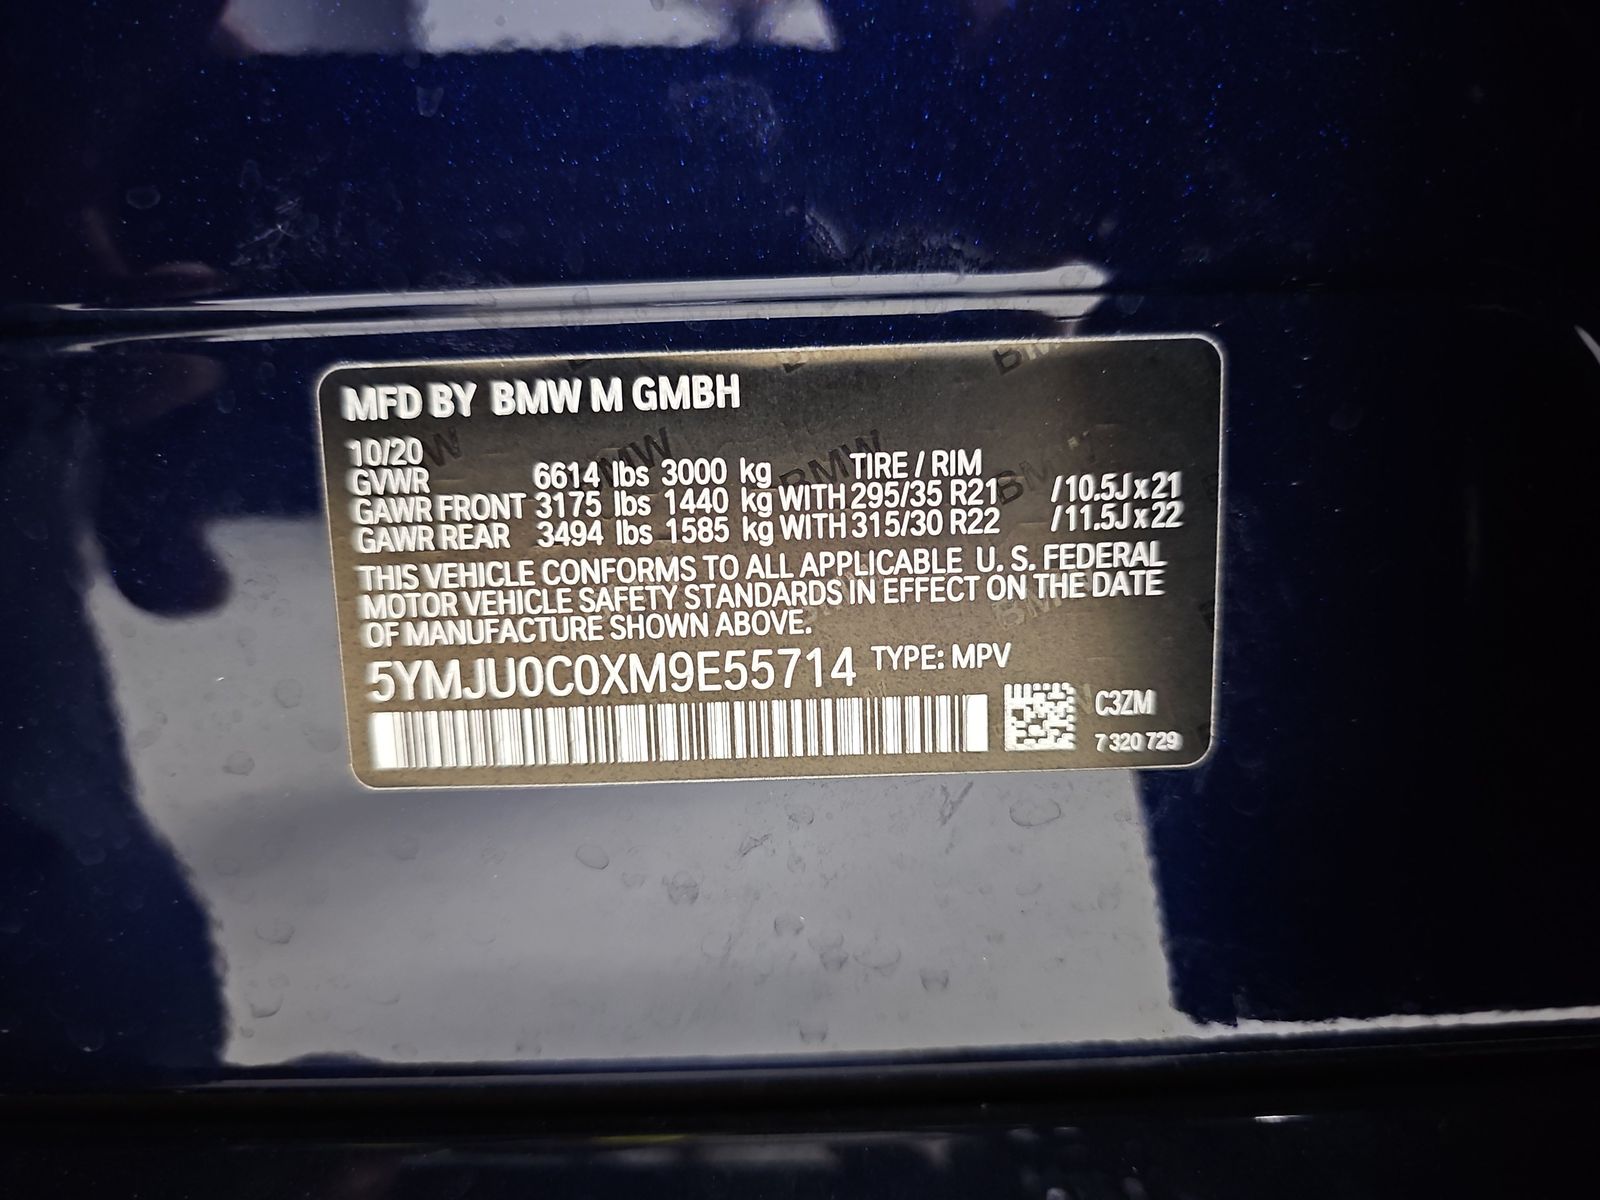 MFD BY BMW M GMBH
10/20
TIRE / RIM
GVWR 6614 lbs 3000 kg
GAWR FRONT 3175 lbs 1440 kg WITH 295/35 R21 /10.5J x 21
GAWR REAR 3494 lbs 1585 kg WITH 315/30 R22 /11.5J x 22
THIS VEHICLE CONFORMS TO ALL APPLICABLE U. S. FEDERAL
MOTOR VEHICLE SAFETY STANDARDS IN EFFECT ON THE DATE
OF MANUFACTURE SHOWN ABOVE.
5YMJU0C0XM9E55714 TYPE: MPV
C3ZM
7 320 729